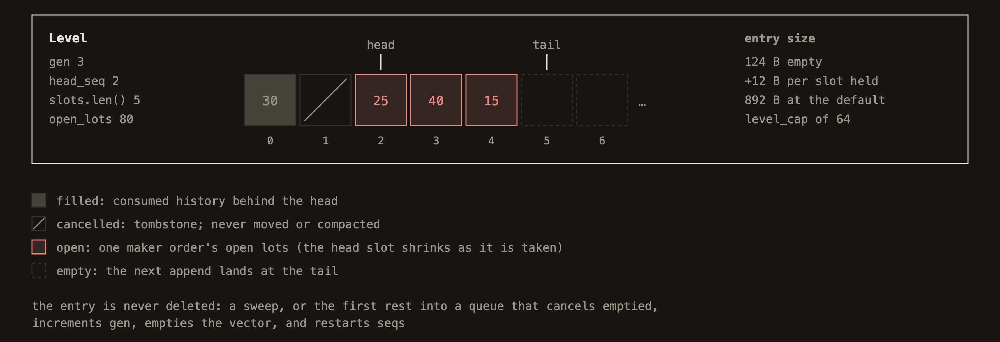 Level
gen 3
head_seq 2
slots.len() 5
open_lots 80
head
tail
30
25
40
15
…
0
1
2
3
4
5
6
entry size
124 B empty
+12 B per slot held
892 B at the default
level_cap of 64
filled: consumed history behind the head
cancelled: tombstone; never moved or compacted
open: one maker order's open lots (the head slot shrinks as it is taken)
empty: the next append lands at the tail
the entry is never deleted: a sweep, or the first rest into a queue that cancels emptied,
increments gen, empties the vector, and restarts seqs